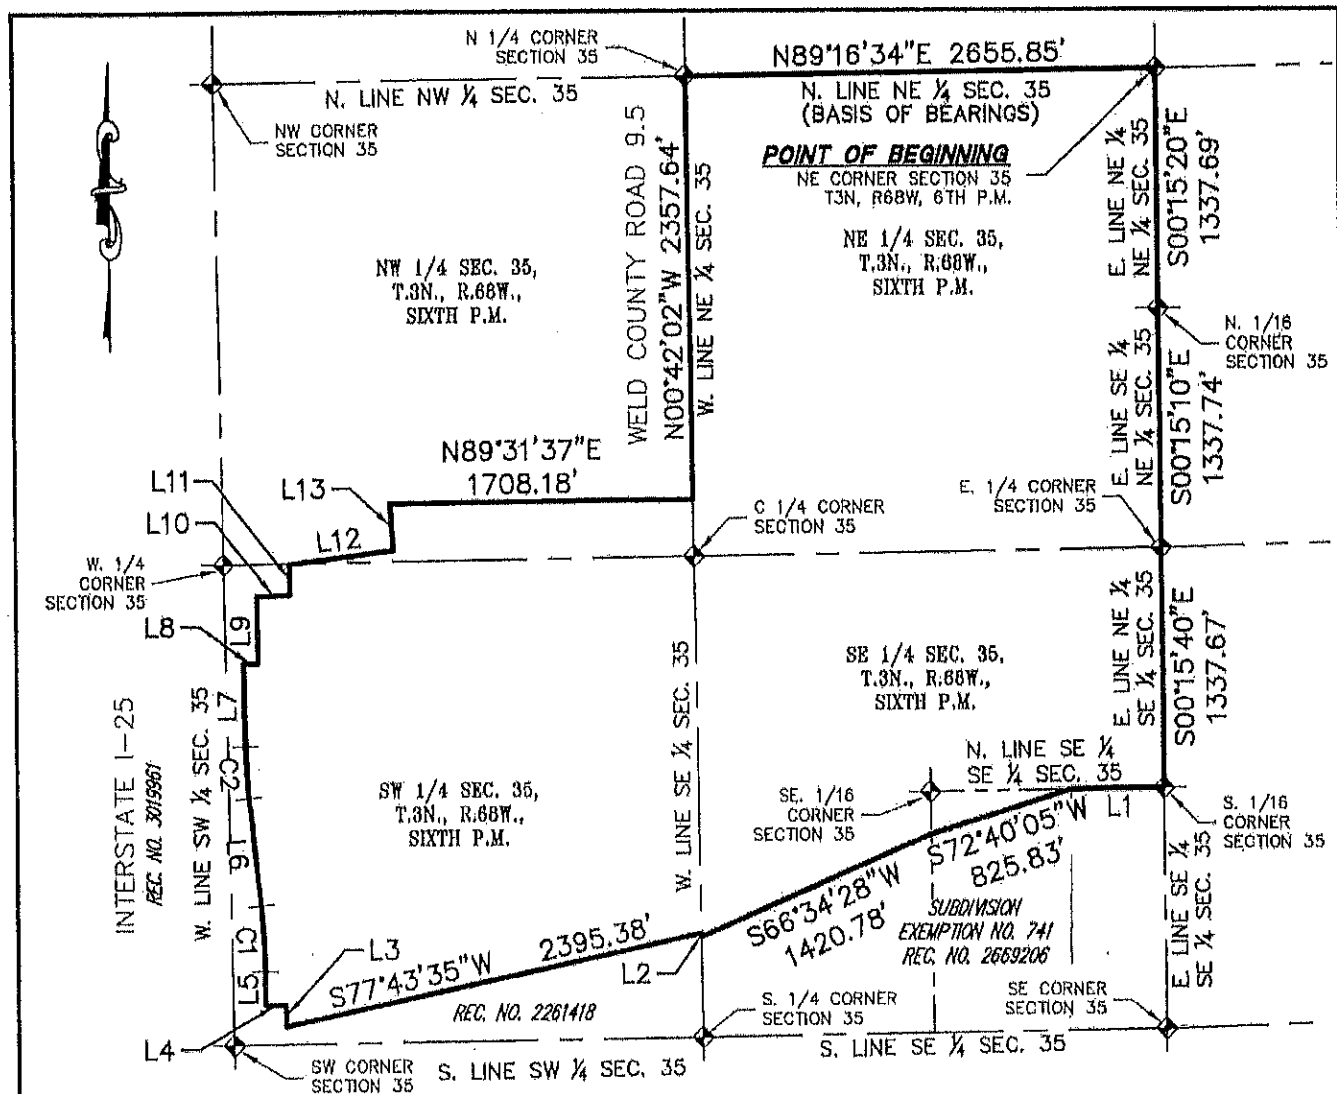 N 1/4 CORNER
SECTION 35
N89°16'34"E 2655.85'
N. LINE NW ¼ SEC. 35
N. LINE NE ¼ SEC. 35
(BASIS OF BEARINGS)
NW CORNER
SECTION 35
POINT OF BEGINNING
NE CORNER SECTION 35
T3N, R68W, 6TH P.M.
WELD COUNTY ROAD 9.5
N00°42'02"W 2357.64'
W. LINE NE ¼ SEC. 35
E. LINE NE ¼
NE ¼ SEC. 35
S00°15'20"E
1337.69'
NW 1/4 SEC. 35,
T.3N., R.68W.,
SIXTH P.M.
NE 1/4 SEC. 35,
T.3N., R.68W.,
SIXTH P.M.
N. 1/16
CORNER
SECTION 35
E. LINE SE ¼
NE ¼ SEC. 35
S00°15'10"E
1337.74'
N89°31'37"E
1708.18'
L11
L13
L10
L12
C 1/4 CORNER
SECTION 35
E. 1/4 CORNER
SECTION 35
W. 1/4
CORNER
SECTION 35
L8
L9
L7
C2
L6
C1
L5
INTERSTATE I-25
REC. NO. 3019961
W. LINE SW ¼ SEC. 35
W. LINE SE ¼ SEC. 35
SE 1/4 SEC. 35,
T.3N., R.68W.,
SIXTH P.M.
E. LINE NE ¼
SE ¼ SEC. 35
S00°15'40"E
1337.67'
N. LINE SE ¼
SE ¼ SEC. 35
SW 1/4 SEC. 35,
T.3N., R.68W.,
SIXTH P.M.
SE. 1/16
CORNER
SECTION 35
L1
S. 1/16
CORNER
SECTION 35
S72°40'05"W
825.83'
S66°34'28"W
1420.78'
SUBDIVISION
EXEMPTION NO. 741
REC. NO. 2669206
E. LINE SE ¼
SE ¼ SEC. 35
L3
S77°43'35"W 2395.38'
L2
REC. NO. 2261418
S. 1/4 CORNER
SECTION 35
SE CORNER
SECTION 35
L4
SW CORNER
SECTION 35
S. LINE SW ¼ SEC. 35
S. LINE SE ¼ SEC. 35